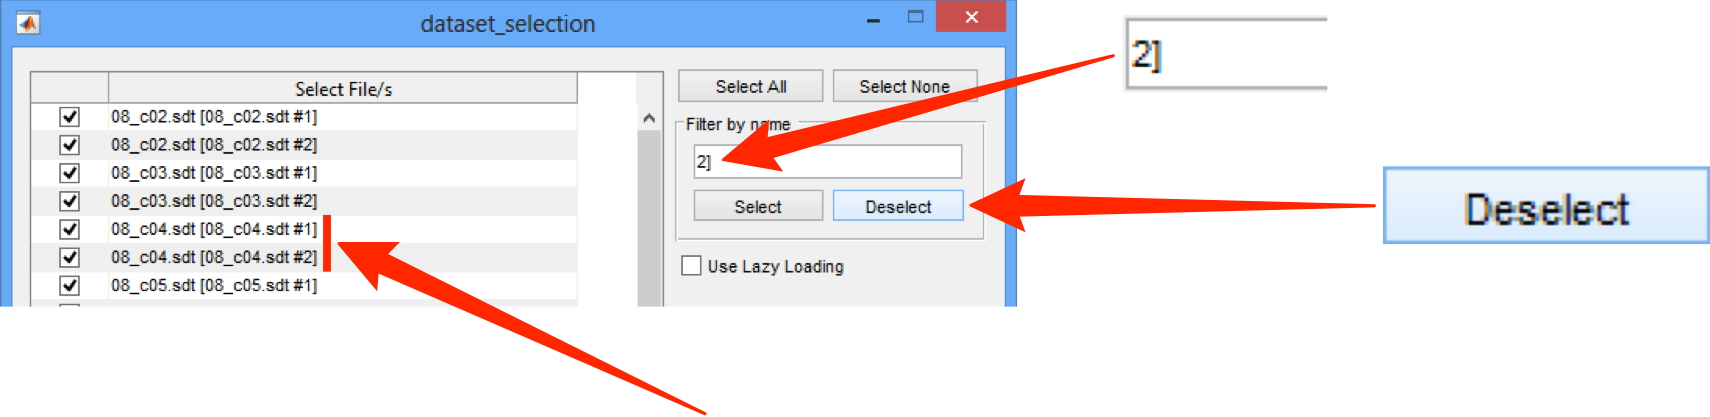 dataset_selection
Select File/s
08_c02.sdt [08_c02.sdt #1]
08_c02.sdt [08_c02.sdt #2]
08_c03.sdt [08_c03.sdt #1]
08_c03.sdt [08_c03.sdt #2]
08_c04.sdt [08_c04.sdt #1]
08_c04.sdt [08_c04.sdt #2]
08_c05.sdt [08_c05.sdt #1]
Select All
Select None
Filter by name
2]
Select
Deselect
Use Lazy Loading
2]
Deselect